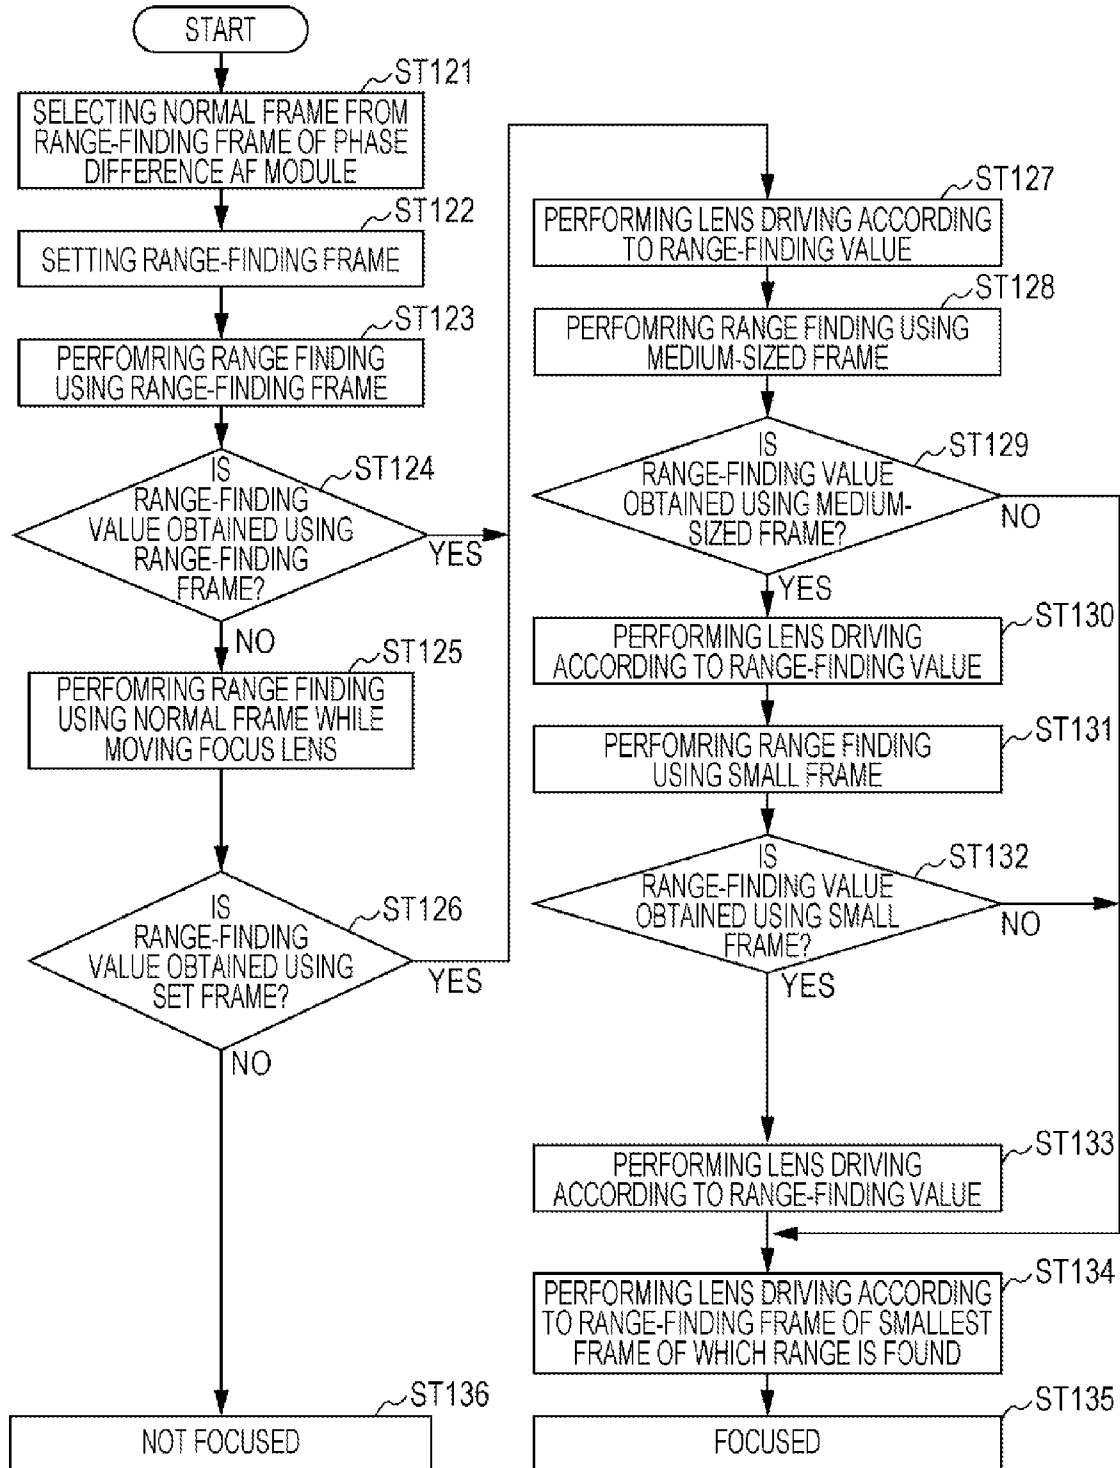 START
ST121
SELECTING NORMAL FRAME FROM
RANGE-FINDING FRAME OF PHASE
DIFFERENCE AF MODULE
ST122
SETTING RANGE-FINDING FRAME
ST123
PERFOMRING RANGE FINDING
USING RANGE-FINDING FRAME
ST124
IS
RANGE-FINDING
VALUE OBTAINED USING
RANGE-FINDING
FRAME?
YES
NO
ST125
PERFOMRING RANGE FINDING
USING NORMAL FRAME WHILE
MOVING FOCUS LENS
ST126
IS
RANGE-FINDING
VALUE OBTAINED USING
SET FRAME?
YES
NO
ST136
NOT FOCUSED
ST127
PERFORMING LENS DRIVING ACCORDING
TO RANGE-FINDING VALUE
ST128
PERFOMRING RANGE FINDING USING
MEDIUM-SIZED FRAME
ST129
IS
RANGE-FINDING VALUE
OBTAINED USING MEDIUM-
SIZED FRAME?
NO
YES
ST130
PERFORMING LENS DRIVING
ACCORDING TO RANGE-FINDING VALUE
ST131
PERFOMRING RANGE FINDING
USING SMALL FRAME
ST132
IS
RANGE-FINDING VALUE
OBTAINED USING SMALL
FRAME?
NO
YES
ST133
PERFORMING LENS DRIVING
ACCORDING TO RANGE-FINDING VALUE
ST134
PERFORMING LENS DRIVING ACCORDING
TO RANGE-FINDING FRAME OF SMALLEST
FRAME OF WHICH RANGE IS FOUND
ST135
FOCUSED